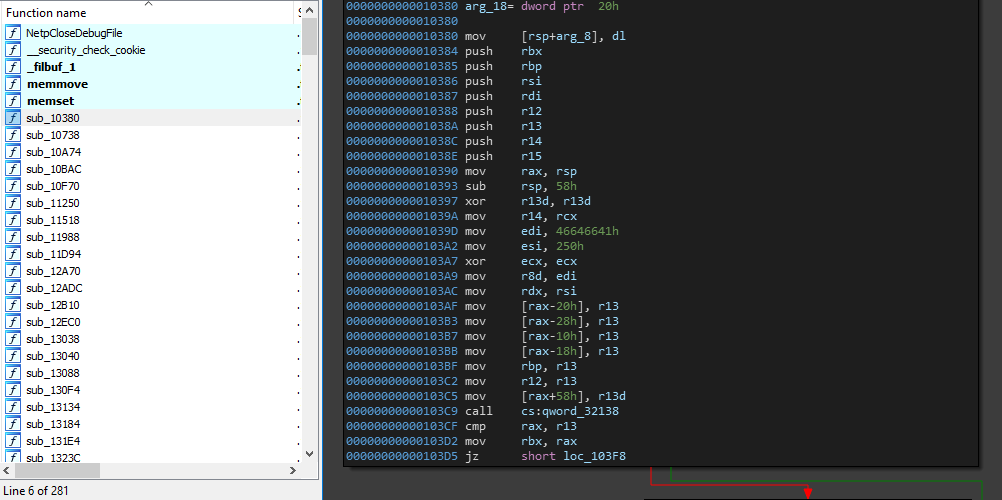 Function name
NetpCloseDebugFile
__security_check_cookie
_filbuf_1
memmove
memset
sub_10380
sub_10738
sub_10A74
sub_10BAC
sub_10F70
sub_11250
sub_11518
sub_11988
sub_11D94
sub_12A70
sub_12ADC
sub_12B10
sub_12EC0
sub_13038
sub_13040
sub_13088
sub_130F4
sub_13134
sub_13184
sub_131E4
sub_1323C
Line 6 of 281
0000000000010380 arg_18= dword ptr  20h
0000000000010380
0000000000010380 mov     [rsp+arg_8], dl
0000000000010384 push    rbx
0000000000010385 push    rbp
0000000000010386 push    rsi
0000000000010387 push    rdi
0000000000010388 push    r12
000000000001038A push    r13
000000000001038C push    r14
000000000001038E push    r15
0000000000010390 mov     rax, rsp
0000000000010393 sub     rsp, 58h
0000000000010397 xor     r13d, r13d
000000000001039A mov     r14, rcx
000000000001039D mov     edi, 46646641h
00000000000103A2 mov     esi, 250h
00000000000103A7 xor     ecx, ecx
00000000000103A9 mov     r8d, edi
00000000000103AC mov     rdx, rsi
00000000000103AF mov     [rax-20h], r13
00000000000103B3 mov     [rax-28h], r13
00000000000103B7 mov     [rax-10h], r13
00000000000103BB mov     [rax-18h], r13
00000000000103BF mov     rbp, r13
00000000000103C2 mov     r12, r13
00000000000103C5 mov     [rax+58h], r13d
00000000000103C9 call    cs:qword_32138
00000000000103CF cmp     rax, r13
00000000000103D2 mov     rbx, rax
00000000000103D5 jz      short loc_103F8